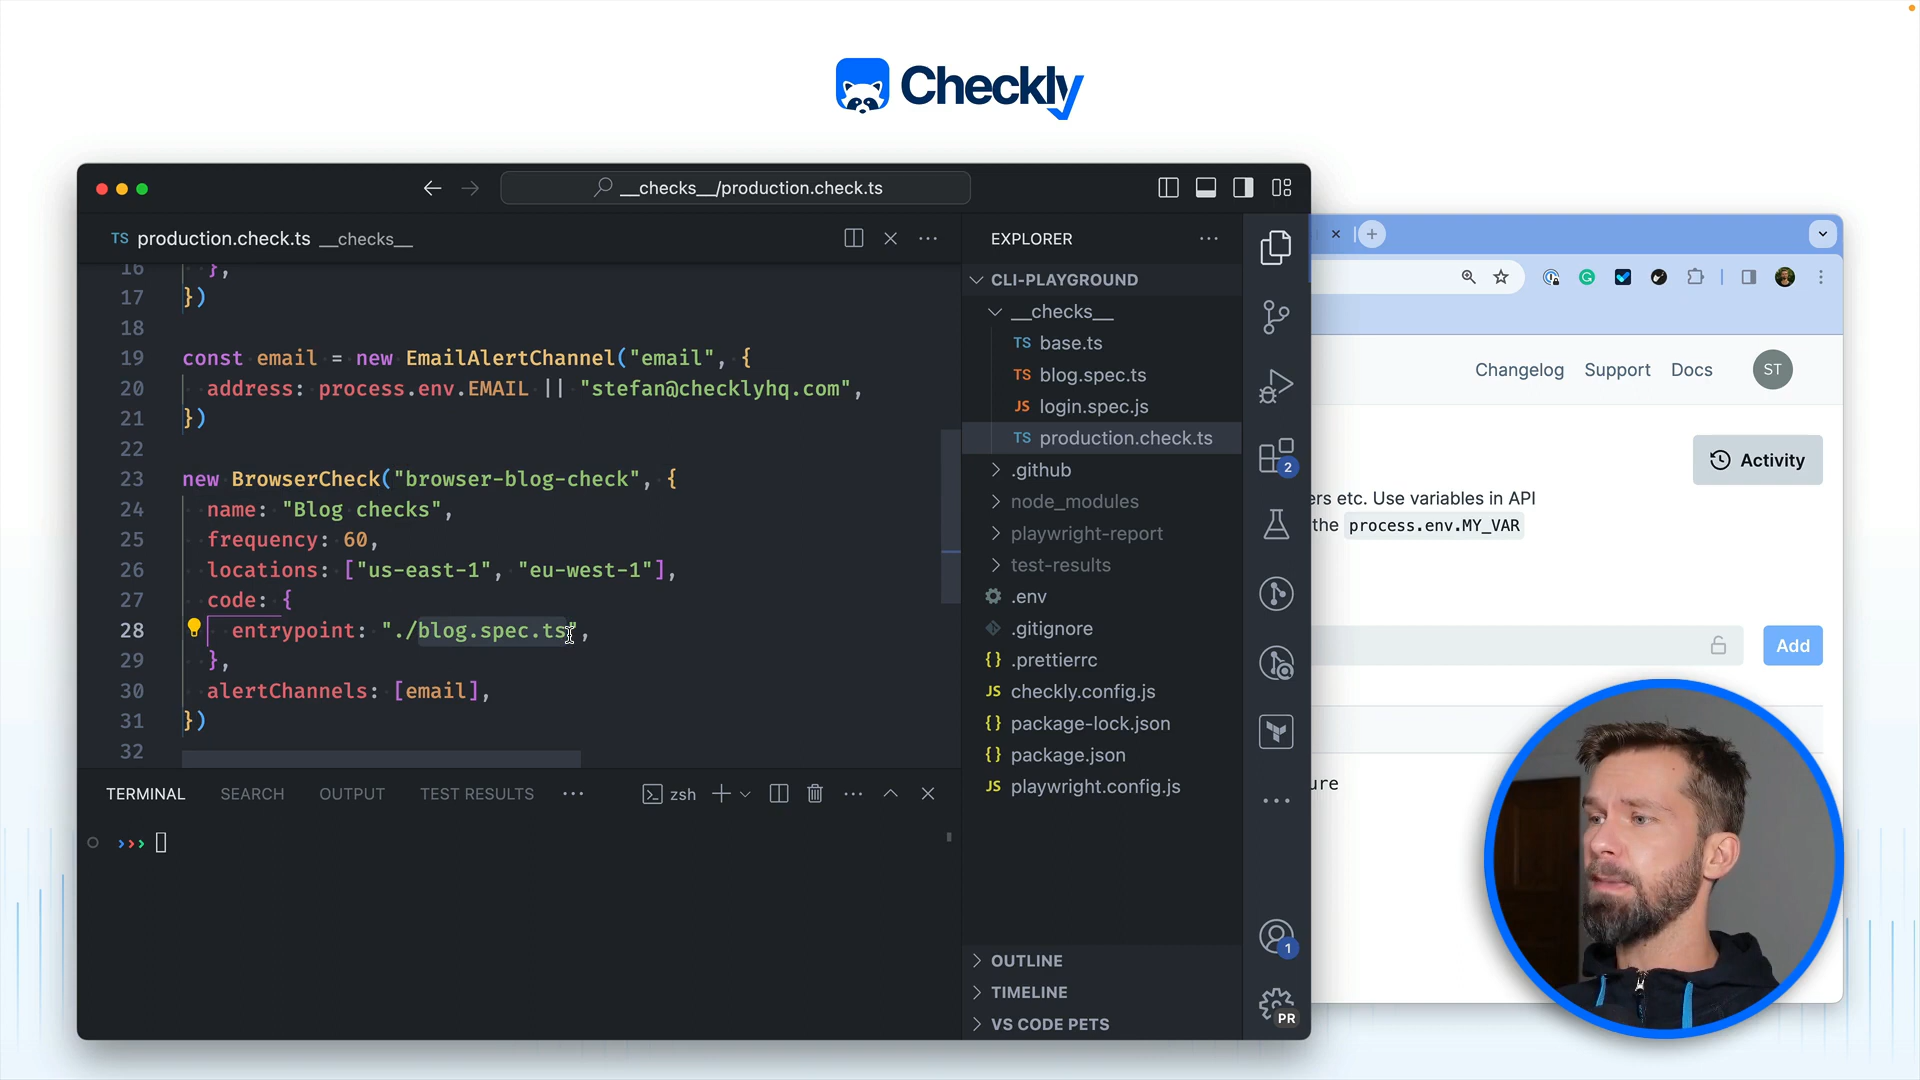 Checkly
__checks__/production.check.ts
TS production.check.ts __checks__
16 },
17 })
18
19 const email = new EmailAlertChannel("email", {
20 address: process.env.EMAIL || "stefan@checklyhq.com",
21 })
22
23 new BrowserCheck("browser-blog-check", {
24 name: "Blog checks",
25 frequency: 60,
26 locations: ["us-east-1", "eu-west-1"],
27 code: {
28 entrypoint: "./blog.spec.ts",
29 },
30 alertChannels: [email],
31 })
32
TERMINAL SEARCH OUTPUT TEST RESULTS
zsh
EXPLORER
CLI-PLAYGROUND
__checks__
TS base.ts
TS blog.spec.ts
JS login.spec.js
TS production.check.ts
.github
node_modules
playwright-report
test-results
.env
.gitignore
{} .prettierrc
JS checkly.config.js
{} package-lock.json
{} package.json
JS playwright.config.js
OUTLINE
TIMELINE
VS CODE PETS
2
1
PR
Changelog Support Docs ST
Activity
ers etc. Use variables in API
the process.env.MY_VAR
Add
ure